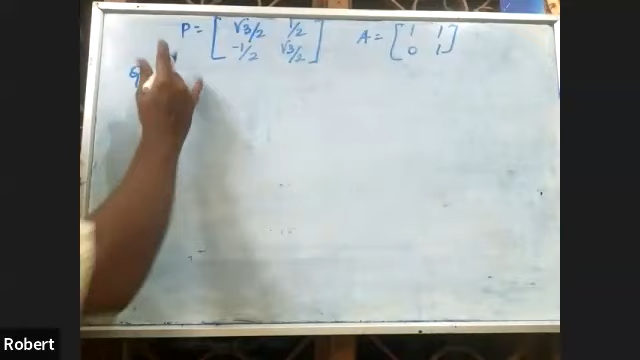 P = [ √3/2 1/2 A = [ 1 1
-1/2 √3/2 ] 0 1 ]
Robert